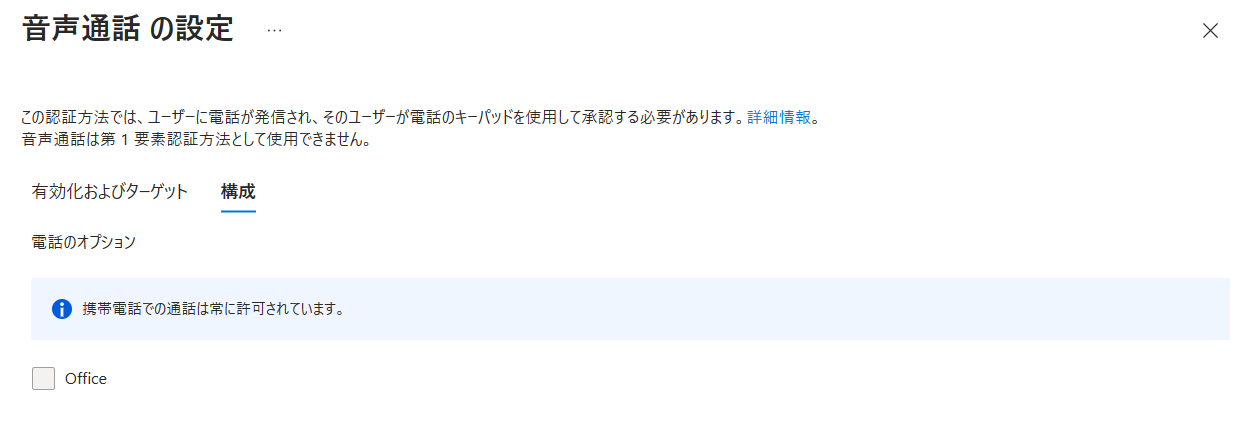 音声通話 の設定 …
この認証方法では、ユーザーに電話が発信され、そのユーザーが電話のキーパッドを使用して承認する必要があります。詳細情報。
音声通話は第 1 要素認証方法として使用できません。
有効化およびターゲット 構成
電話のオプション
携帯電話での通話は常に許可されています。
Office